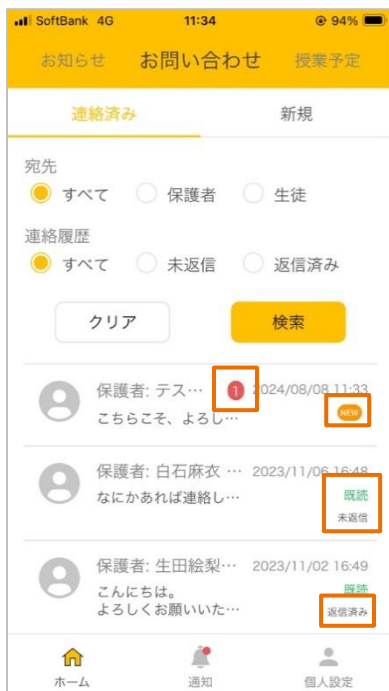 SoftBank 4G 11:34 94%
お知らせ お問い合わせ 授業予定
連絡済み 新規
宛先
すべて 保護者 生徒
連絡履歴
すべて 未返信 返信済み
クリア 検索
保護者: テス… 1 2024/08/08 11:33
こちらこそ、よろし… NEW
保護者: 白石麻衣 … 2023/11/06 16:48
なにかあれば連絡し… 既読
未返信
保護者: 生田絵梨… 2023/11/02 16:49
こんにちは。 既読
よろしくお願いいた… 返信済み
ホーム 通知 個人設定